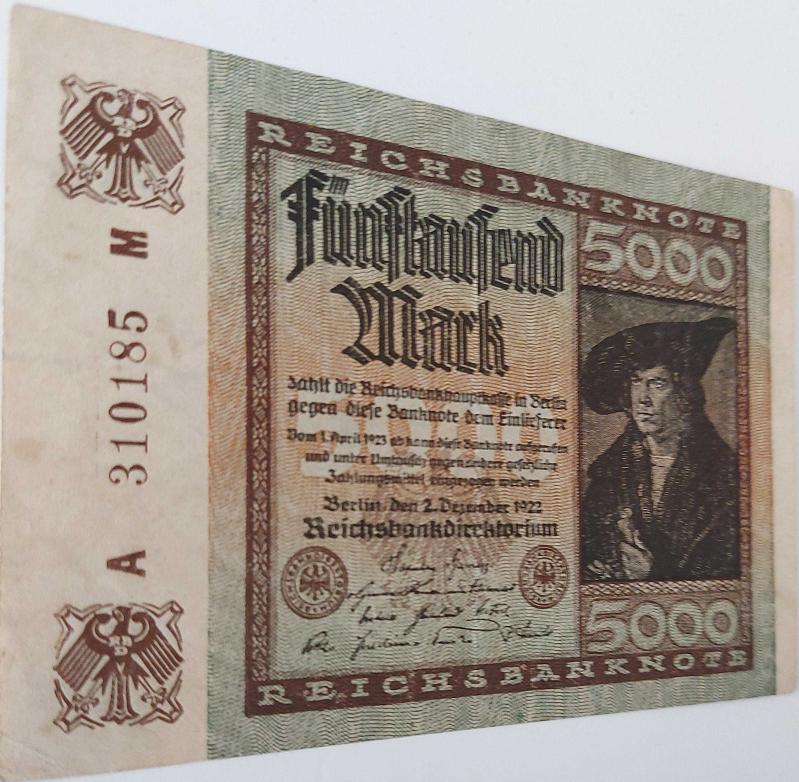 A 310185 M
REICHSBANKNOTE
Fünftausend
Mark
zahlt die Reichsbankhauptkasse in Berlin
gegen diese Banknote dem Einlieferer
Vom 1. April 1923 ab kann diese Banknote aufgerufen
und unter Umtausch gegen andere gesetzliche
Zahlungsmittel eingezogen werden
Berlin, den 2. Dezember 1922
Reichsbankdirektorium
5000
5000
REICHSBANKNOTE